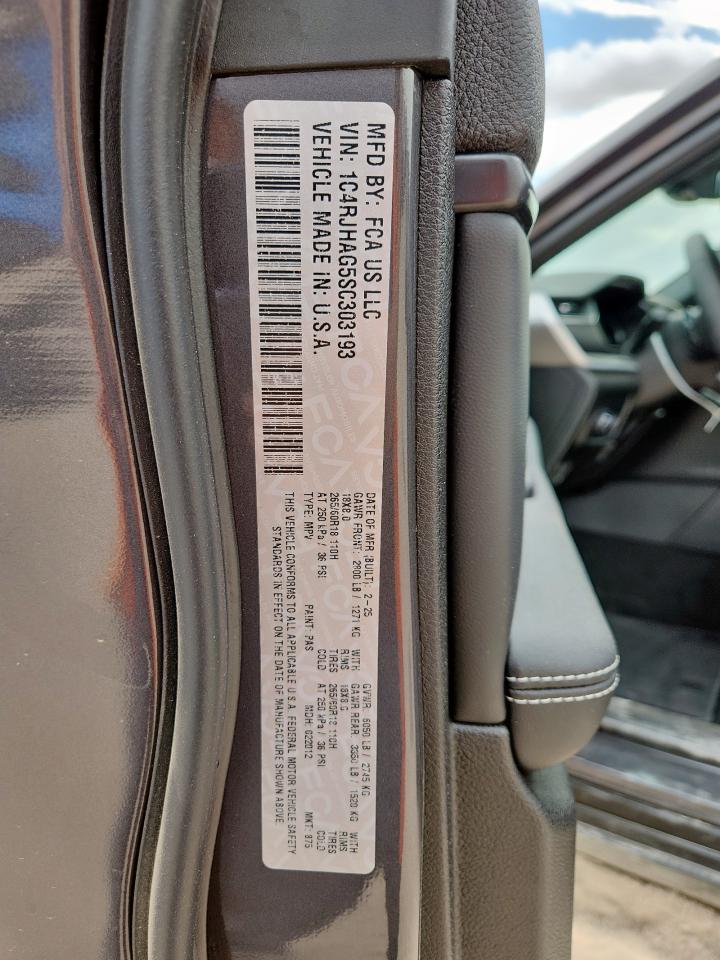 MFD BY: FCA US LLC
VIN: 1C4RJHAG5SC303193
VEHICLE MADE IN: U.S.A.
DATE OF MFR (BUILT): 2-25 GVWR: 6050 LB / 2745 KG
GAWR FRONT: 2800 LB / 1271 KG WITH GAWR REAR: 3350 LB / 1520 KG WITH
18X8.0 RIMS 18X8.0 RIMS
265/60R18 110H TIRES 265/60R18 110H TIRES
AT 250 kPa / 36 PSI COLD AT 250 kPa / 36 PSI COLD
TYPE: MPV PAINT: PAS MDH: 022012 MKT: 875
THIS VEHICLE CONFORMS TO ALL APPLICABLE U.S.A. FEDERAL MOTOR VEHICLE SAFETY
STANDARDS IN EFFECT ON THE DATE OF MANUFACTURE SHOWN ABOVE